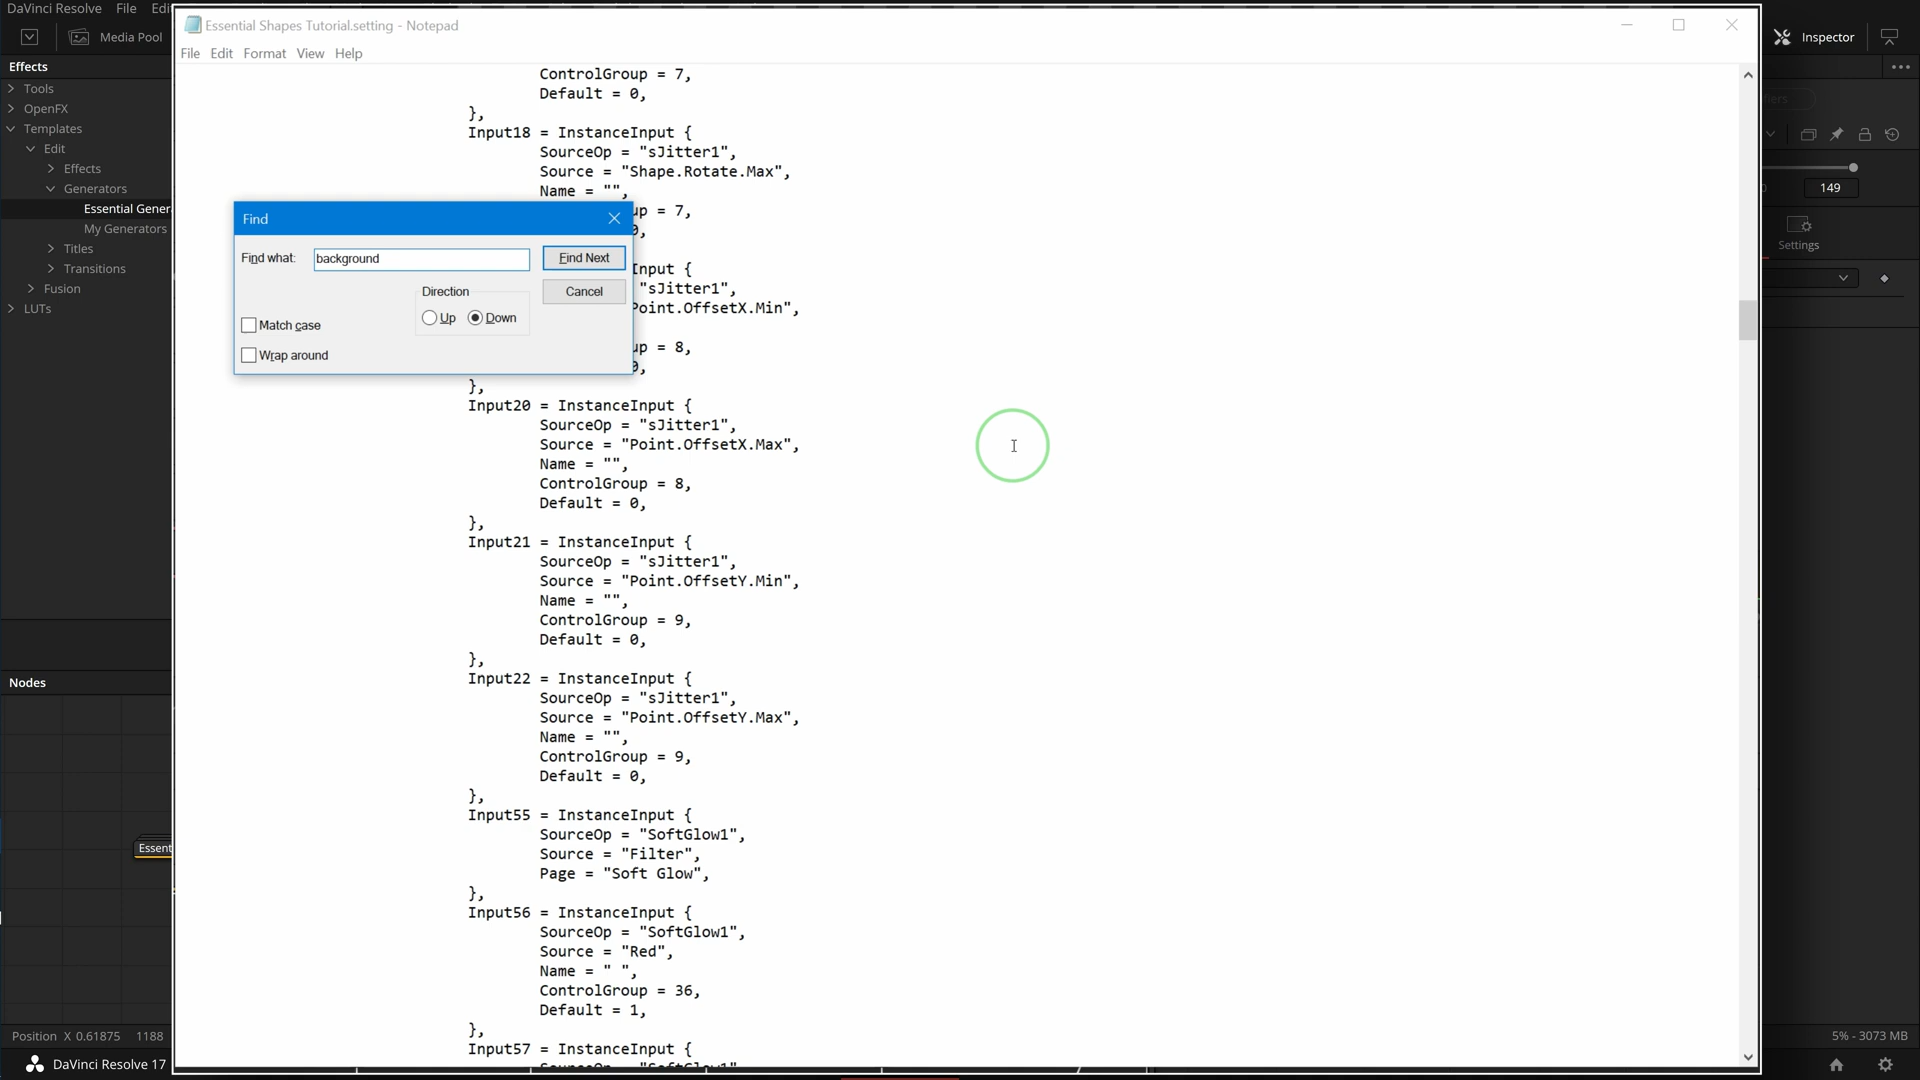 DaVinci Resolve File Edi
Essential Shapes Tutorial.setting - Notepad
File Edit Format View Help
Media Pool
Inspector
Effects
Tools
OpenFX
Templates
Edit
Effects
Generators
Essential Gener
My Generators
Titles
Transitions
Fusion
LUTs
ControlGroup = 7,
Default = 0,
},
Input18 = InstanceInput {
SourceOp = "sJitter1",
Source = "Shape.Rotate.Max",
Name = "",
up = 7,
0,
nput {
"sJitter1",
Point.OffsetX.Min",
up = 8,
0,
},
Find
Find what: background
Find Next
Cancel
Direction
Up Down
Match case
Wrap around
Input20 = InstanceInput {
SourceOp = "sJitter1",
Source = "Point.OffsetX.Max",
Name = "",
ControlGroup = 8,
Default = 0,
},
Input21 = InstanceInput {
SourceOp = "sJitter1",
Source = "Point.OffsetY.Min",
Name = "",
ControlGroup = 9,
Default = 0,
},
Input22 = InstanceInput {
SourceOp = "sJitter1",
Source = "Point.OffsetY.Max",
Name = "",
ControlGroup = 9,
Default = 0,
},
Input55 = InstanceInput {
SourceOp = "SoftGlow1",
Source = "Filter",
Page = "Soft Glow",
},
Input56 = InstanceInput {
SourceOp = "SoftGlow1",
Source = "Red",
Name = " ",
ControlGroup = 36,
Default = 1,
},
Input57 = InstanceInput {
SourceOp = "SoftGlow1",
149
Settings
Nodes
Essent
Position X 0.61875 1188
5% - 3073 MB
DaVinci Resolve 17